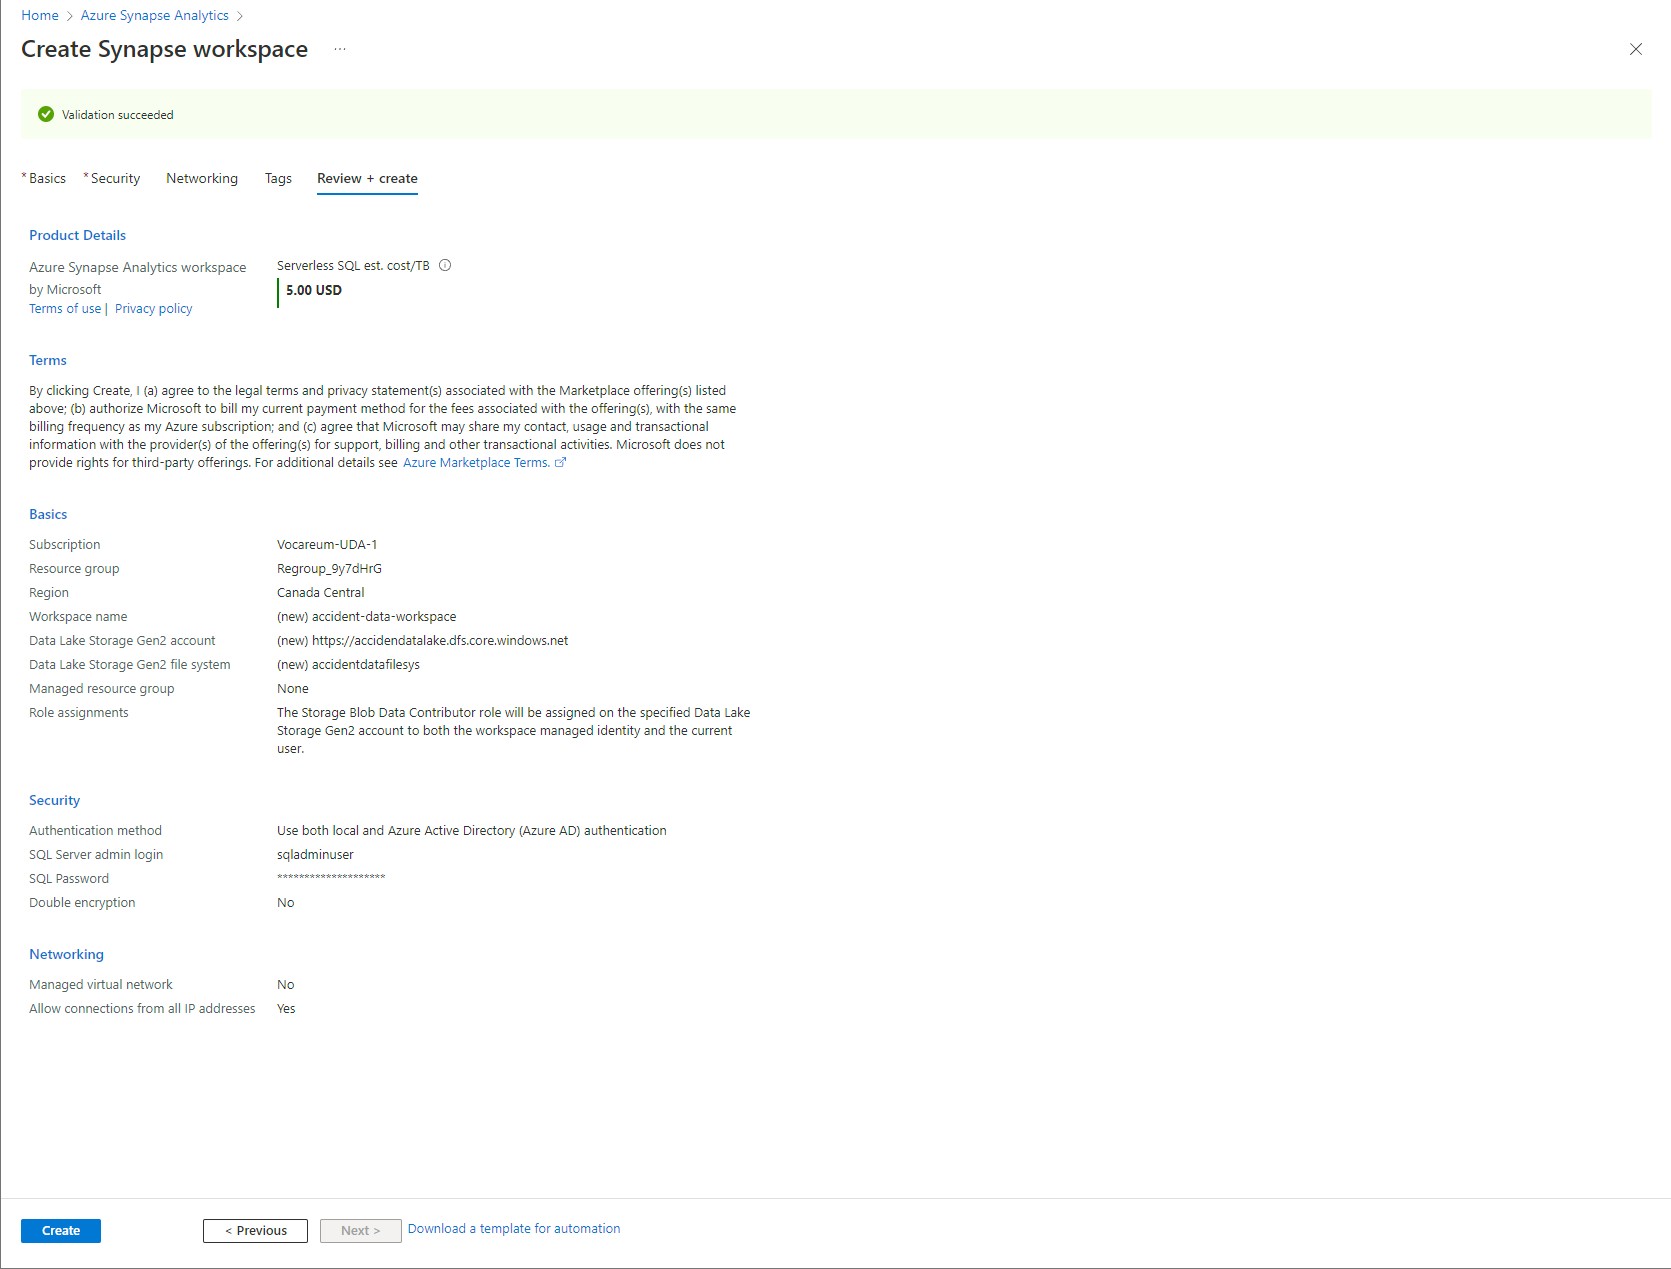 Home > Azure Synapse Analytics >
Create Synapse workspace ...
Validation succeeded
* Basics * Security Networking Tags Review + create
Product Details
Azure Synapse Analytics workspace
by Microsoft
Terms of use | Privacy policy
Serverless SQL est. cost/TB
5.00 USD
Terms
By clicking Create, I (a) agree to the legal terms and privacy statement(s) associated with the Marketplace offering(s) listed
above; (b) authorize Microsoft to bill my current payment method for the fees associated with the offering(s), with the same
billing frequency as my Azure subscription; and (c) agree that Microsoft may share my contact, usage and transactional
information with the provider(s) of the offering(s) for support, billing and other transactional activities. Microsoft does not
provide rights for third-party offerings. For additional details see Azure Marketplace Terms.
Basics
Subscription Vocareum-UDA-1
Resource group Regroup_9y7dHrG
Region Canada Central
Workspace name (new) accident-data-workspace
Data Lake Storage Gen2 account (new) https://accidendatalake.dfs.core.windows.net
Data Lake Storage Gen2 file system (new) accidentdatafilesys
Managed resource group None
Role assignments The Storage Blob Data Contributor role will be assigned on the specified Data Lake
Storage Gen2 account to both the workspace managed identity and the current
user.
Security
Authentication method Use both local and Azure Active Directory (Azure AD) authentication
SQL Server admin login sqladminuser
SQL Password ********************
Double encryption No
Networking
Managed virtual network No
Allow connections from all IP addresses Yes
Create < Previous Next > Download a template for automation